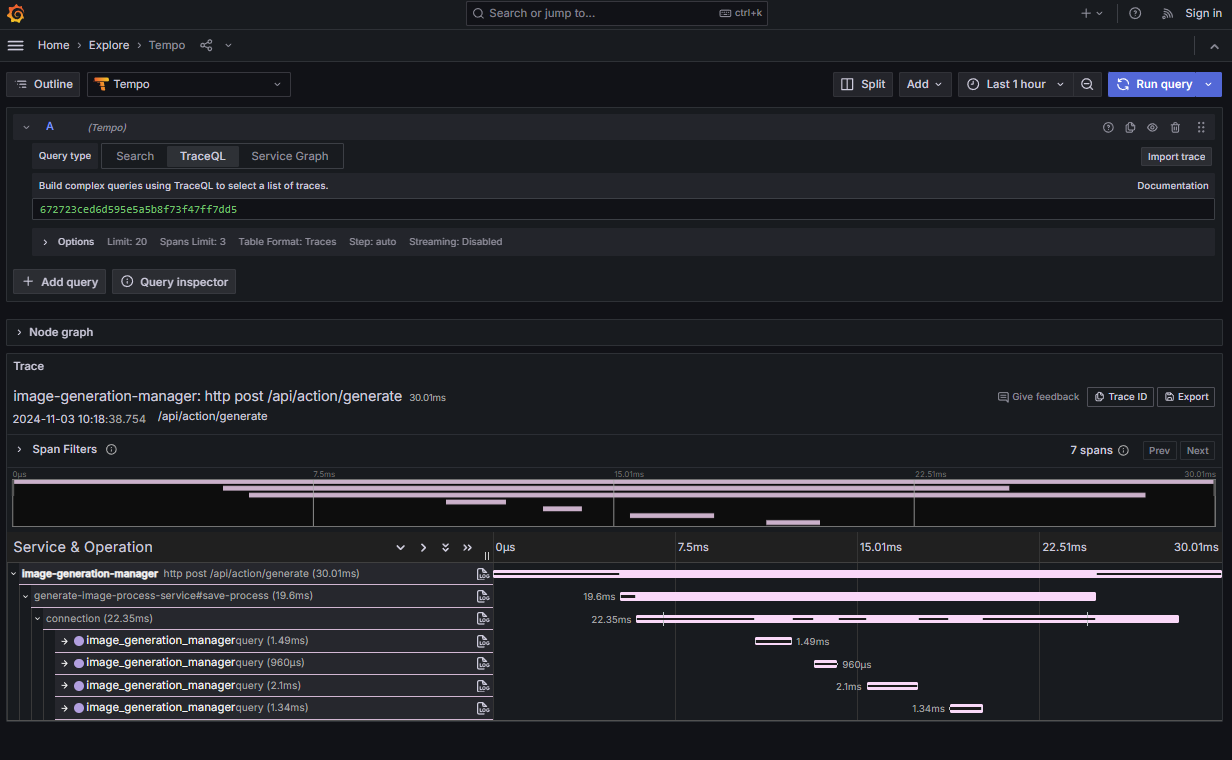 Search or jump to... ctrl+k Sign in
Home › Explore › Tempo
Outline Tempo Split Add Last 1 hour Run query
A (Tempo)
Query type Search TraceQL Service Graph Import trace
Build complex queries using TraceQL to select a list of traces. Documentation
672723ced6d595e5a5b8f73f47ff7dd5
Options Limit: 20 Spans Limit: 3 Table Format: Traces Step: auto Streaming: Disabled
+ Add query Query inspector
Node graph
Trace
image-generation-manager: http post /api/action/generate 30.01ms Give feedback Trace ID Export
2024-11-03 10:18:38.754 /api/action/generate
Span Filters 7 spans Prev Next
0μs 7.5ms 15.01ms 22.51ms 30.01ms
Service & Operation 0μs 7.5ms 15.01ms 22.51ms 30.01ms
image-generation-manager http post /api/action/generate (30.01ms) LOG
generate-image-process-service#save-process (19.6ms) LOG 19.6ms
connection (22.35ms) LOG 22.35ms
image_generation_managerquery (1.49ms) LOG 1.49ms
image_generation_managerquery (960μs) LOG 960μs
image_generation_managerquery (2.1ms) LOG 2.1ms
image_generation_managerquery (1.34ms) LOG 1.34ms